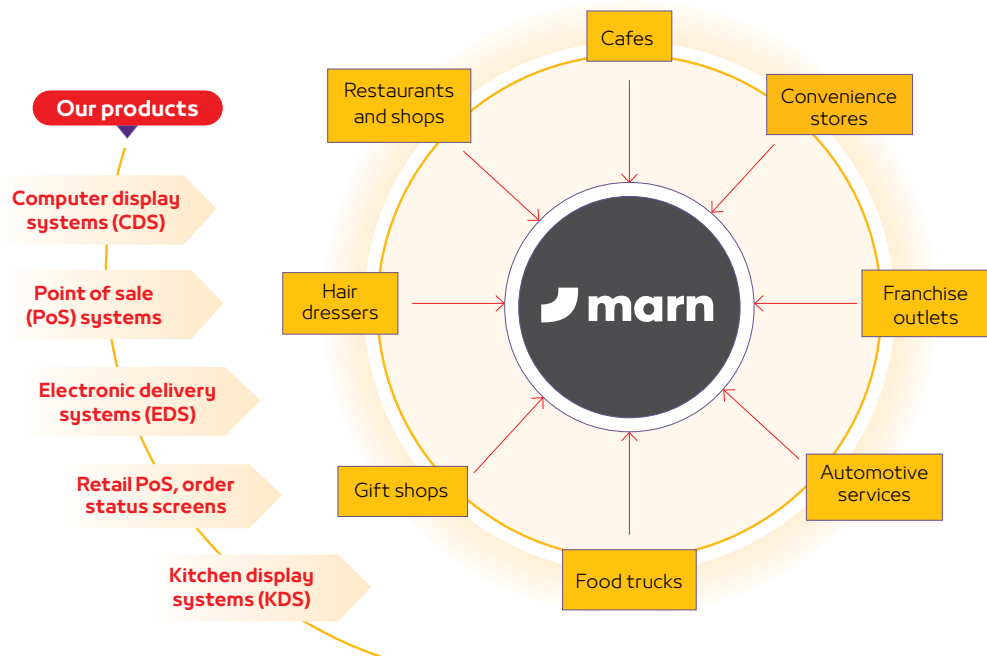 Our products
Computer display
systems (CDS)
Point of sale
(PoS) systems
Electronic delivery
systems (EDS)
Retail PoS, order
status screens
Kitchen display
systems (KDS)
Cafes
Restaurants
and shops
Convenience
stores
Hair
dressers
marn
Franchise
outlets
Gift shops
Automotive
services
Food trucks